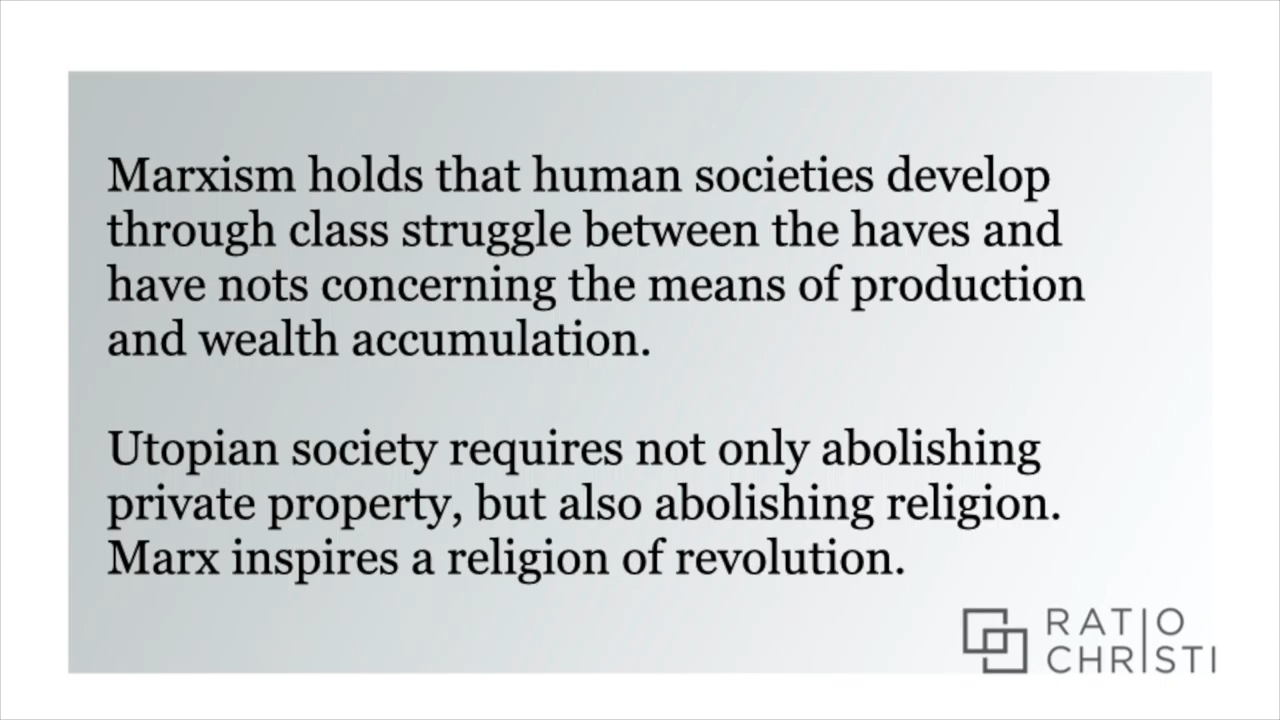 Marxism holds that human societies develop
through class struggle between the haves and
have nots concerning the means of production
and wealth accumulation.
Utopian society requires not only abolishing
private property, but also abolishing religion.
Marx inspires a religion of revolution.
RATIO
CHRISTI